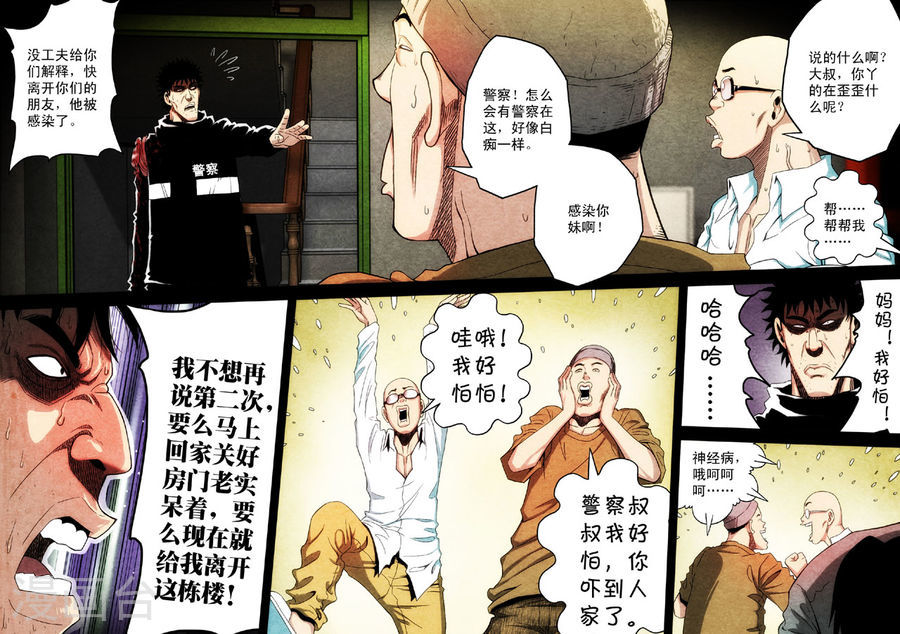 没工夫给你
们解释，快
离开你们的
朋友，他被
感染了。
警察
警察！怎么
会有警察在
这，好像白
痴一样。
感染你
妹啊！
说的什么啊？
大叔，你丫
的在歪歪什
么呢？
帮……
帮帮我
……
我不想再
说第二次，
要么马上
回家关好
房门老实
呆着，要
么现在就
给我离开
这栋楼！
哇哦！
我好
怕怕！
警察叔
叔我好
怕，你
吓到人
家了。
妈妈！我好怕！
哈哈哈……
神经病，
哦呵呵
呵……
漫画台